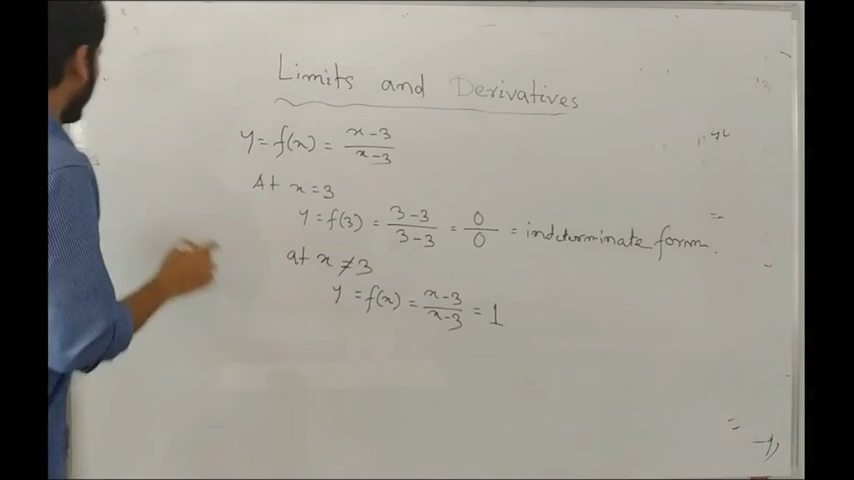 Limits and Derivatives
y = f(x) = x-3 / x-3
At x = 3
y = f(3) = 3-3 / 3-3 = 0 / 0 = indeterminate form.
at x ≠ 3
y = f(x) = x-3 / x-3 = 1